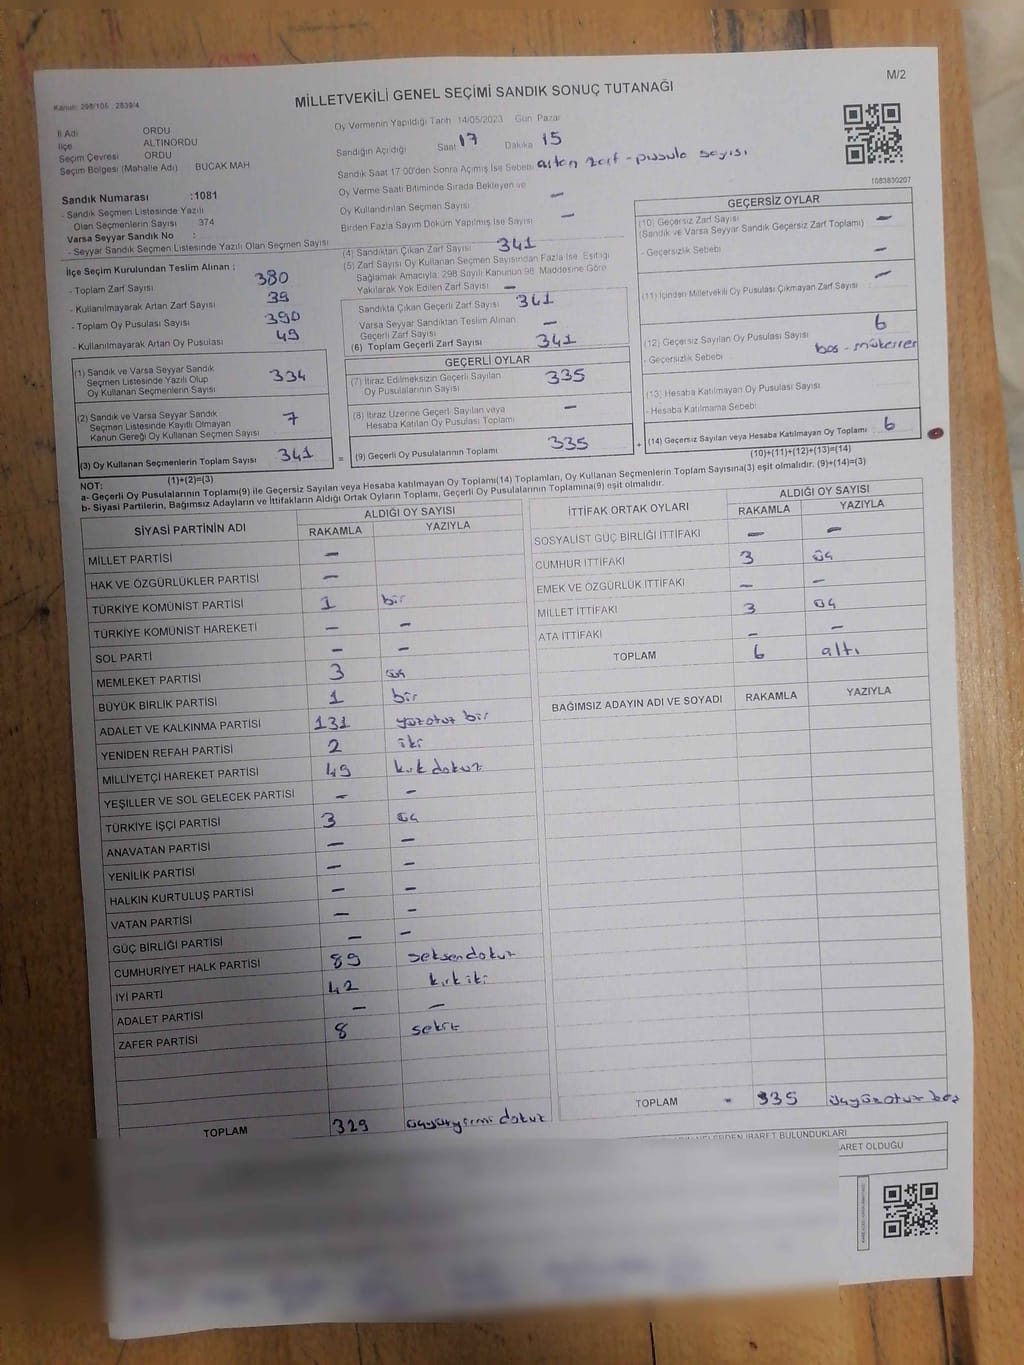 M/2
Kanun: 298/105 , 2839/4
MİLLETVEKİLİ GENEL SEÇİMİ SANDIK SONUÇ TUTANAĞI
İl Adı ORDU
İlçe ALTINORDU
Seçim Çevresi ORDU
Seçim Bölgesi (Mahalle Adı) BUCAK MAH.
Oy Vermenin Yapıldığı Tarih 14/05/2023 Gün Pazar
Sandığın Açıldığı Saat 17 Dakika 15
Sandık Saat 17 00'den Sonra Açılmış İse Sebebi artan zarf - pusula sayısı
Oy Verme Saati Bitiminde Sırada Bekleyen ve
Oy Kullandırılan Seçmen Sayısı —
Birden Fazla Sayım Döküm Yapılmış İse Sayısı —
1083830207
Sandık Numarası :1081
- Sandık Seçmen Listesinde Yazılı
Olan Seçmenlerin Sayısı 374
Varsa Seyyar Sandık No :
- Seyyar Sandık Seçmen Listesinde Yazılı Olan Seçmen Sayısı
İlçe Seçim Kurulundan Teslim Alınan ;
- Toplam Zarf Sayısı 380
- Kullanılmayarak Artan Zarf Sayısı 39
- Toplam Oy Pusulası Sayısı 390
- Kullanılmayarak Artan Oy Pusulası 49
(1) Sandık ve Varsa Seyyar Sandık
Seçmen Listesinde Yazılı Olup
Oy Kullanan Seçmenlerin Sayısı 334
(2) Sandık ve Varsa Seyyar Sandık
Seçmen Listesinde Kayıtlı Olmayan
Kanun Gereği Oy Kullanan Seçmen Sayısı 7
(3) Oy Kullanan Seçmenlerin Toplam Sayısı 341
(1)+(2)=(3)
(4) Sandıktan Çıkan Zarf Sayısı 341
(5) Zarf Sayısı Oy Kullanan Seçmen Sayısından Fazla İse, Eşitliği
Sağlamak Amacıyla, 298 Sayılı Kanunun 98. Maddesine Göre
Yakılarak Yok Edilen Zarf Sayısı —
Sandıkta Çıkan Geçerli Zarf Sayısı 341
Varsa Seyyar Sandıktan Teslim Alınan
Geçerli Zarf Sayısı —
(6) Toplam Geçerli Zarf Sayısı 341
GEÇERLİ OYLAR
(7) İtiraz Edilmeksizin Geçerli Sayılan
Oy Pusulalarının Sayısı 335
(8) İtiraz Üzerine Geçerli Sayılan veya
Hesaba Katılan Oy Pusulası Toplamı —
= (9) Geçerli Oy Pusulalarının Toplamı 335 +
GEÇERSİZ OYLAR
(10) Geçersiz Zarf Sayısı —
(Sandık ve Varsa Seyyar Sandık Geçersiz Zarf Toplamı)
- Geçersizlik Sebebi —
(11) İçinden Milletvekili Oy Pusulası Çıkmayan Zarf Sayısı —
(12) Geçersiz Sayılan Oy Pusulası Sayısı 6
- Geçersizlik Sebebi boş - mükerrer
(13) Hesaba Katılmayan Oy Pusulası Sayısı
- Hesaba Katılmama Sebebi
(14) Geçersiz Sayılan veya Hesaba Katılmayan Oy Toplamı 6
(10)+(11)+(12)+(13)=(14)
NOT:
a- Geçerli Oy Pusulalarının Toplamı(9) ile Geçersiz Sayılan veya Hesaba katılmayan Oy Toplamı(14) Toplamları, Oy Kullanan Seçmenlerin Toplam Sayısına(3) eşit olmalıdır. (9)+(14)=(3)
b- Siyasi Partilerin, Bağımsız Adayların ve İttifakların Aldığı Ortak Oyların Toplamı, Geçerli Oy Pusulalarının Toplamına(9) eşit olmalıdır.
SİYASİ PARTİNİN ADI ALDIĞI OY SAYISI
RAKAMLA YAZIYLA
MİLLET PARTİSİ —
HAK VE ÖZGÜRLÜKLER PARTİSİ —
TÜRKİYE KOMÜNİST PARTİSİ 1 bir
TÜRKİYE KOMÜNİST HAREKETİ — —
SOL PARTİ — —
MEMLEKET PARTİSİ 3 üç
BÜYÜK BİRLİK PARTİSİ 1 bir
ADALET VE KALKINMA PARTİSİ 131 yüzotuz bir
YENİDEN REFAH PARTİSİ 2 iki
MİLLİYETÇİ HAREKET PARTİSİ 49 kırk dokuz
YEŞİLLER VE SOL GELECEK PARTİSİ — —
TÜRKİYE İŞÇİ PARTİSİ 3 üç
ANAVATAN PARTİSİ — —
YENİLİK PARTİSİ — —
HALKIN KURTULUŞ PARTİSİ — —
VATAN PARTİSİ — —
GÜÇ BİRLİĞİ PARTİSİ — —
CUMHURİYET HALK PARTİSİ 89 seksendokuz
İYİ PARTİ 42 kırk iki
ADALET PARTİSİ — —
ZAFER PARTİSİ 8 sekiz
TOPLAM 329 üçyüzyirmi dokuz
İTTİFAK ORTAK OYLARI ALDIĞI OY SAYISI
RAKAMLA YAZIYLA
SOSYALİST GÜÇ BİRLİĞİ İTTİFAKI — —
CUMHUR İTTİFAKI 3 üç
EMEK VE ÖZGÜRLÜK İTTİFAKI — —
MİLLET İTTİFAKI 3 üç
ATA İTTİFAKI — —
TOPLAM 6 altı
BAĞIMSIZ ADAYIN ADI VE SOYADI RAKAMLA YAZIYLA
TOPLAM = 335 üçyüzotuz beş
İBARET BULUNDUKLARI
ARET OLDUĞU